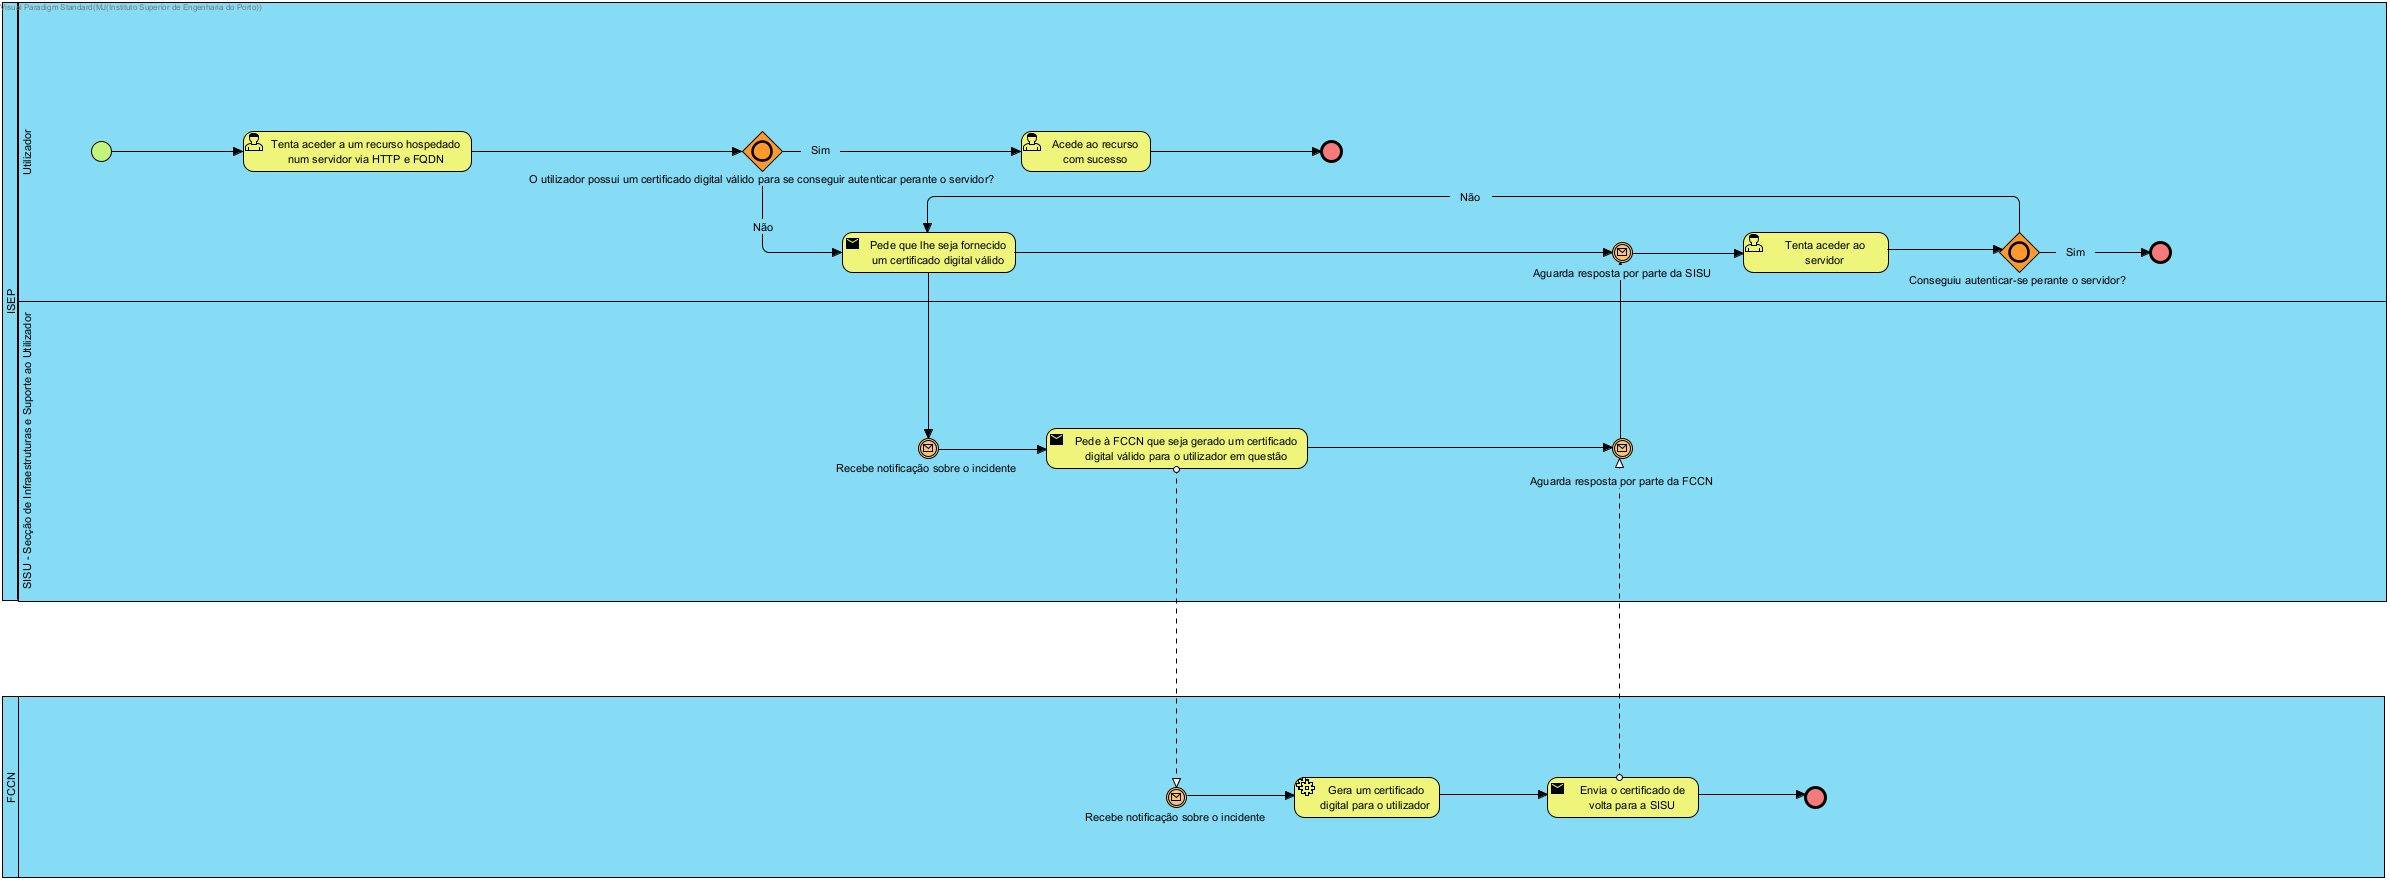 Visual Paradigm Standard(MJ(Instituto Superior de Engenharia do Porto))
ISEP
Utilizador
Tenta aceder a um recurso hospedado
num servidor via HTTP e FQDN
Sim
O utilizador possui um certificado digital válido para se conseguir autenticar perante o servidor?
Acede ao recurso
com sucesso
Não
Não
Pede que lhe seja fornecido
um certificado digital válido
Aguarda resposta por parte da SISU
Tenta aceder ao
servidor
Sim
Conseguiu autenticar-se perante o servidor?
SISU - Secção de Infraestruturas e Suporte ao Utilizador
Recebe notificação sobre o incidente
Pede à FCCN que seja gerado um certificado
digital válido para o utilizador em questão
Aguarda resposta por parte da FCCN
FCCN
Recebe notificação sobre o incidente
Gera um certificado
digital para o utilizador
Envia o certificado de
volta para a SISU